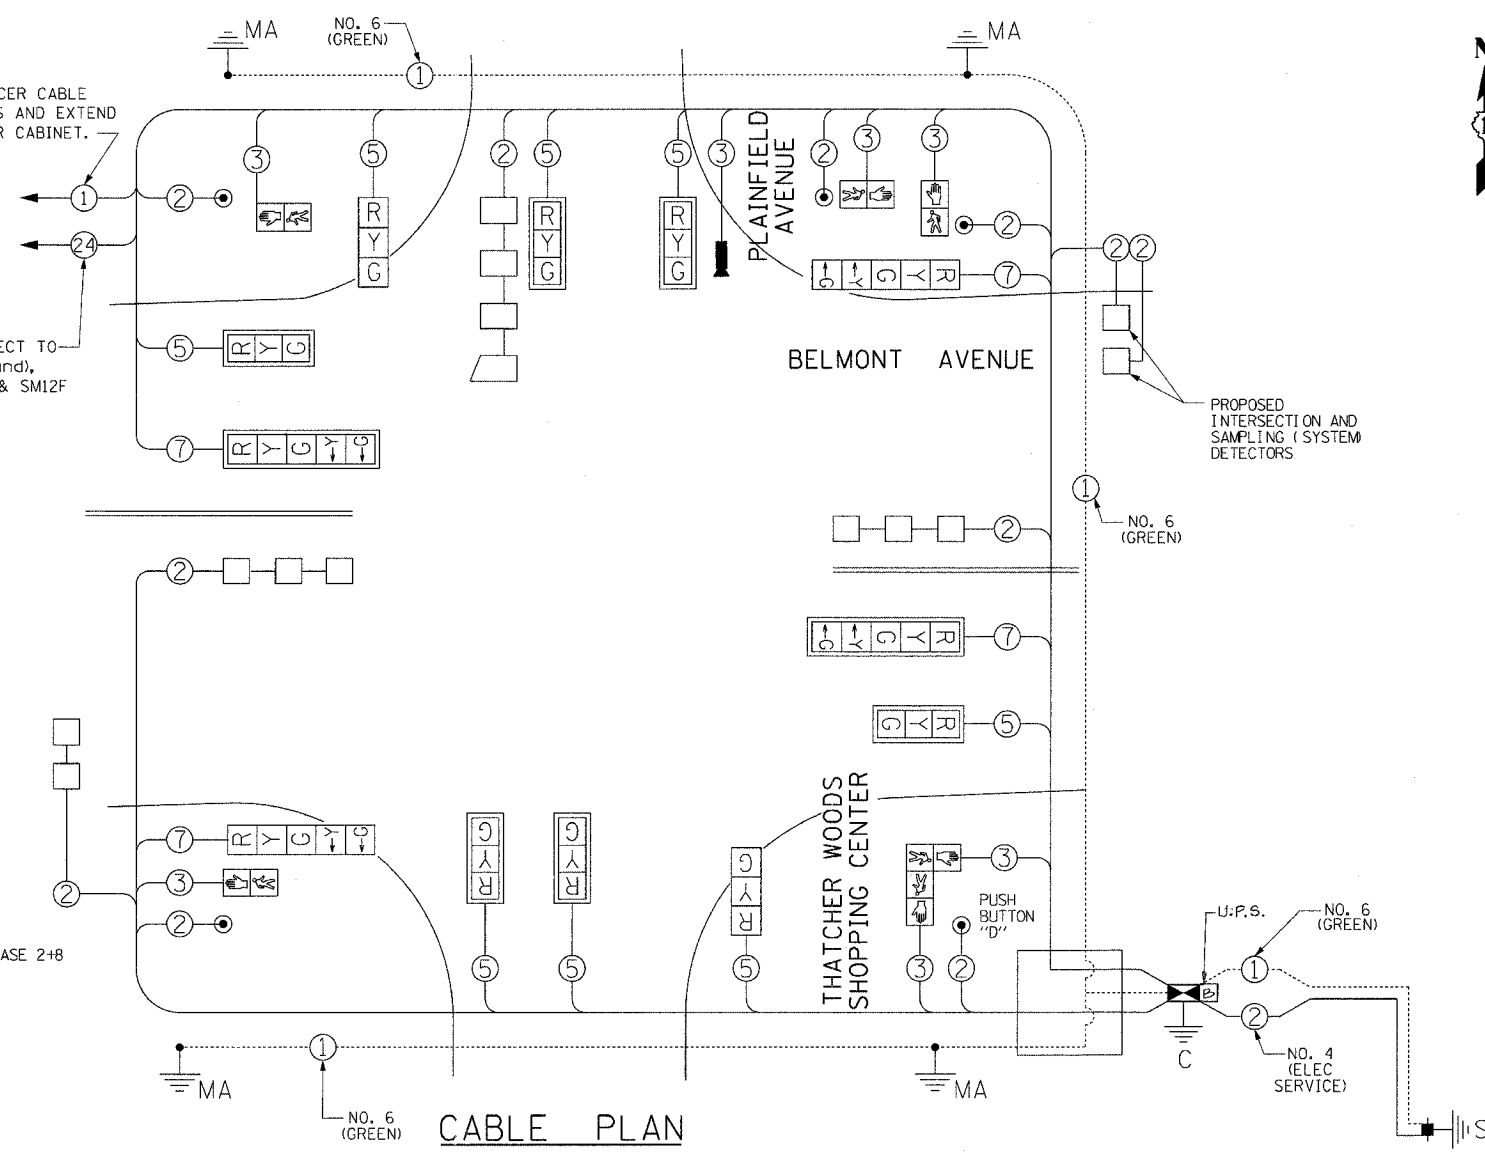 MA
NO. 6
(GREEN)
1
MA
N
CER CABLE
S AND EXTEND
R CABINET.
1
2
24
3
5
2
5
5
3
2
3
3
2
2 2
7
R
Y
G
R
Y
G
R
Y
G
PLAINFIELD
AVENUE
G Y G Y R
ECT TO
und),
& SM12F
5
R Y G
7
R Y G Y G
BELMONT AVENUE
PROPOSED
INTERSECTION AND
SAMPLING (SYSTEM)
DETECTORS
1
NO. 6
(GREEN)
2
2
G Y G Y R
7
G Y R
5
7
R Y G Y G
3
2
2
ASE 2+8
G
Y
R
G
Y
R
G
Y
R
5
5
5
THATCHER WOODS
SHOPPING CENTER
3
3
2
PUSH
BUTTON
"D"
U.P.S.
NO. 6
(GREEN)
1
B
2
C
NO. 4
(ELEC
SERVICE)
S
MA
1
NO. 6
(GREEN)
MA
CABLE PLAN